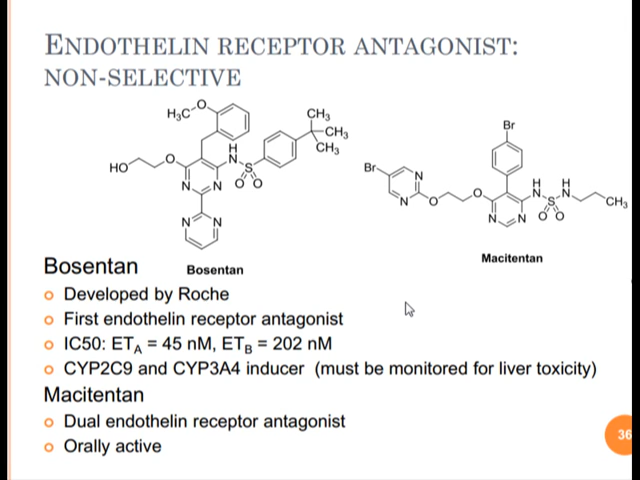 ENDOTHELIN RECEPTOR ANTAGONIST:
NON-SELECTIVE
H₃C
O
CH₃
CH₃
CH₃
HO
O
H
N
S
O O
N
N
N
N
Bosentan
Br
Br
N
N
O
O
H
N
H
N
S
O O
N
N
CH₃
Macitentan
Bosentan
Developed by Roche
First endothelin receptor antagonist
IC50: ET_A = 45 nM, ET_B = 202 nM
CYP2C9 and CYP3A4 inducer (must be monitored for liver toxicity)
Macitentan
Dual endothelin receptor antagonist
Orally active
36